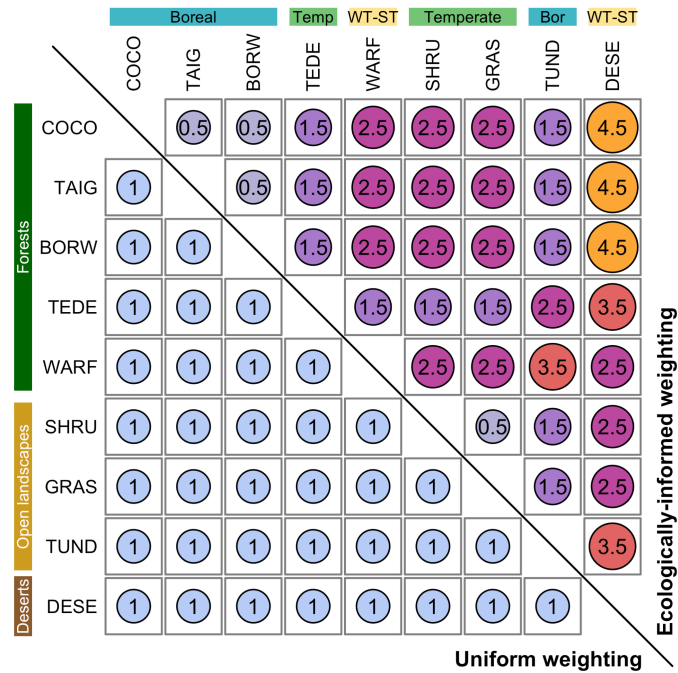 Boreal Temp WT-ST Temperate Bor WT-ST
COCO TAIG BORW TEDE WARF SHRU GRAS TUND DESE
COCO 0.5 0.5 1.5 2.5 2.5 2.5 1.5 4.5
TAIG 1 0.5 1.5 2.5 2.5 2.5 1.5 4.5
BORW 1 1 1.5 2.5 2.5 2.5 1.5 4.5
TEDE 1 1 1 1.5 1.5 1.5 2.5 3.5
WARF 1 1 1 1 2.5 2.5 3.5 2.5
SHRU 1 1 1 1 1 0.5 1.5 2.5
GRAS 1 1 1 1 1 1 1.5 2.5
TUND 1 1 1 1 1 1 1 3.5
DESE 1 1 1 1 1 1 1 1
Forests
Open landscapes
Deserts
Ecologically-informed weighting
Uniform weighting